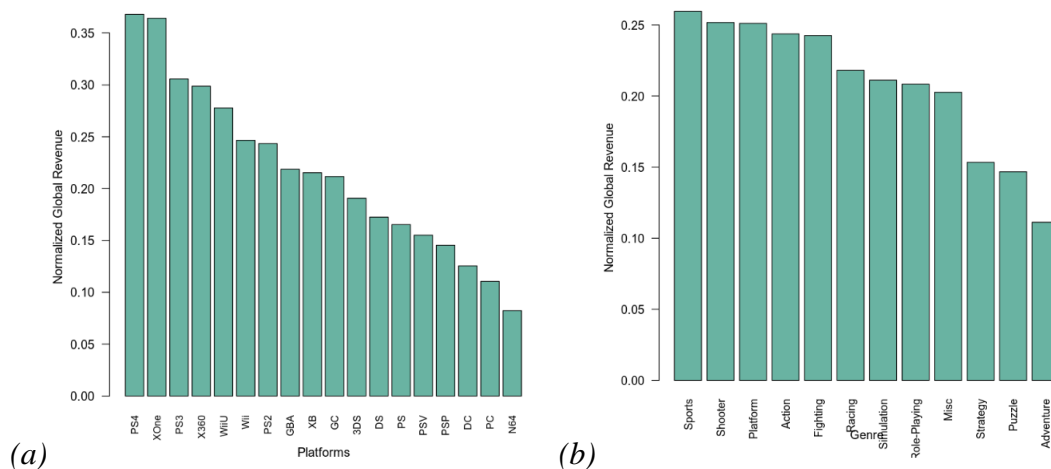 Normalized Global Revenue
0.35
0.30
0.25
0.20
0.15
0.10
0.05
0.00
PS4 XOne PS3 X360 WiiU Wii PS2 GBA XB GC 3DS DS PS PSV PSP DC PC N64
Platforms
(a)
Normalized Global Revenue
0.25
0.20
0.15
0.10
0.05
0.00
Sports Shooter Platform Action Fighting Racing Simulation Role-Playing Misc Strategy Puzzle Adventure
Genre
(b)